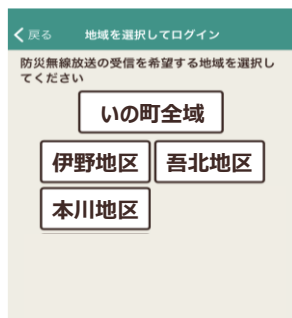 戻る 地域を選択してログイン
防災無線放送の受信を希望する地域を選択し
てください
いの町全域
伊野地区 吾北地区
本川地区